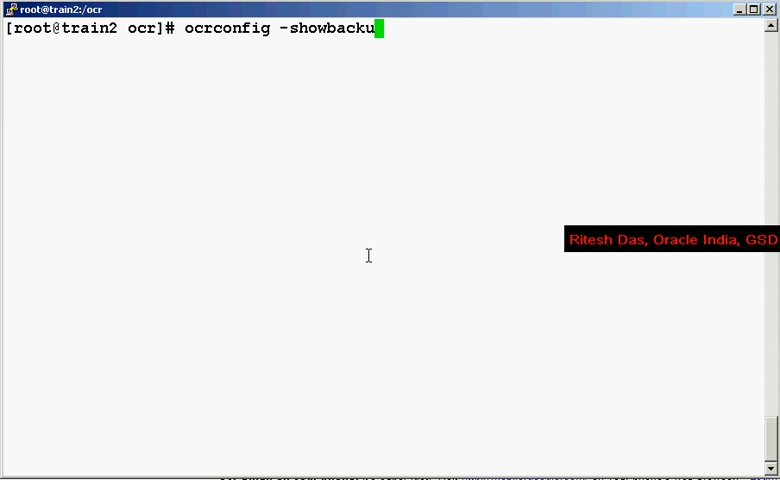 root@train2:/ocr
[root@train2 ocr]# ocrconfig -showbacku
Ritesh Das, Oracle India, GSD